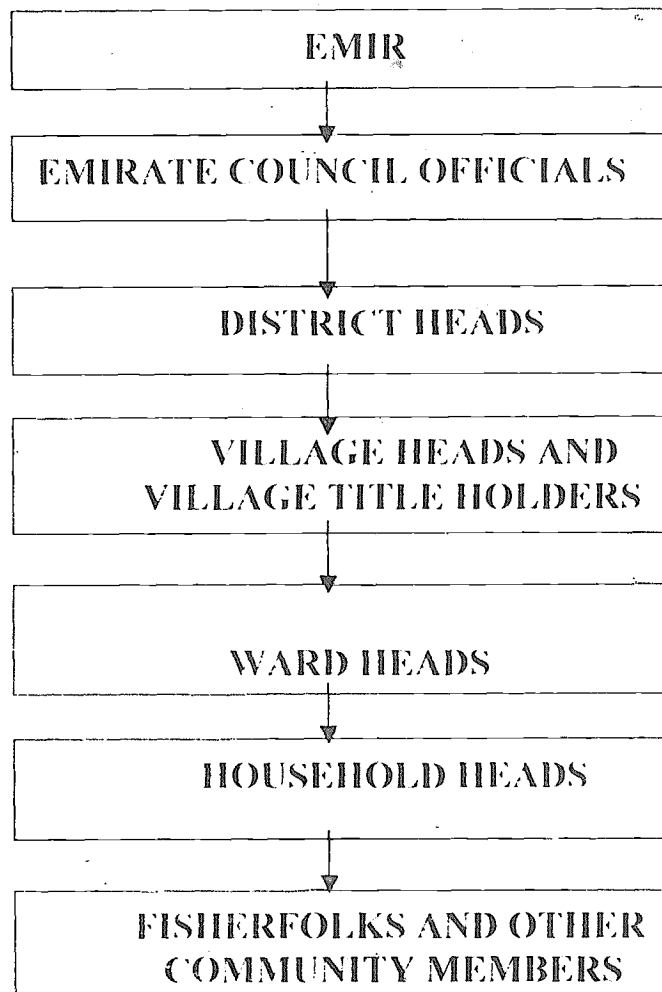 EMIR
EMIRATE COUNCIL OFFICIALS
DISTRICT HEADS
VILLAGE HEADS AND
VILLAGE TITLE HOLDERS
WARD HEADS
HOUSEHOLD HEADS
FISHERFOLKS AND OTHER
COMMUNITY MEMBERS